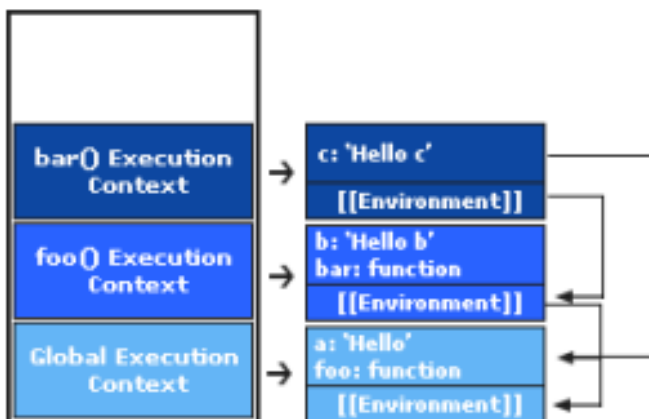 bar() Execution
Context
c: 'Hello c'
[[Environment]]
foo() Execution
Context
b: 'Hello b'
bar: function
[[Environment]]
Global Execution
Context
a: 'Hello'
foo: function
[[Environment]]